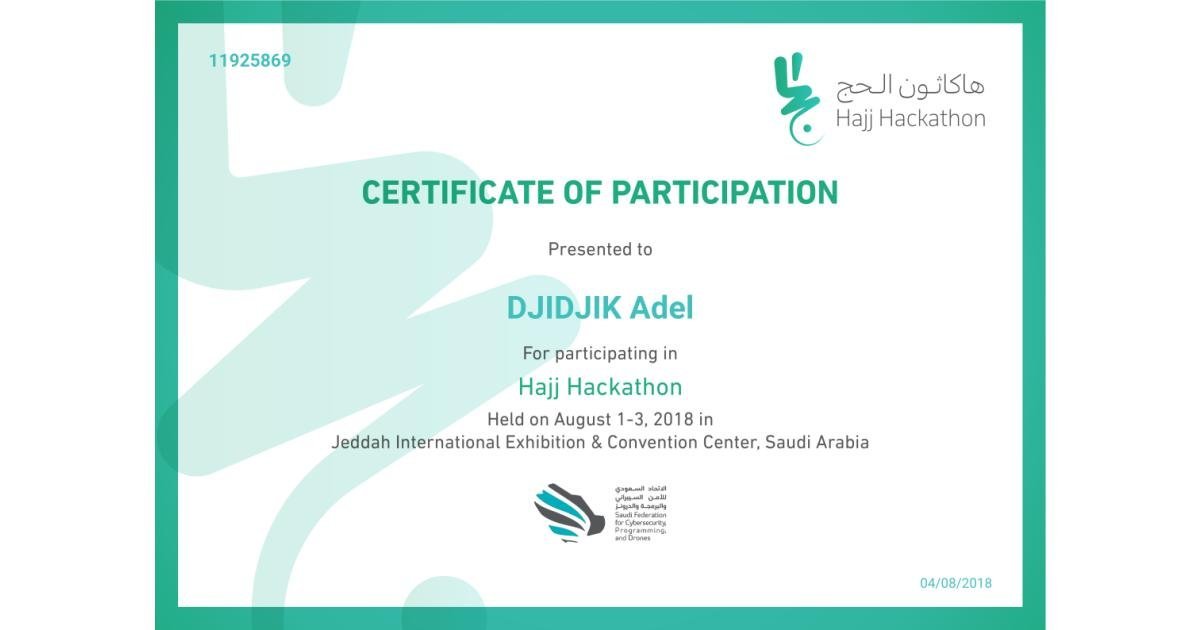 11925869
هاكاثون الحج
Hajj Hackathon
CERTIFICATE OF PARTICIPATION
Presented to
DJIDJIK Adel
For participating in
Hajj Hackathon
Held on August 1-3, 2018 in
Jeddah International Exhibition & Convention Center, Saudi Arabia
الاتحاد السعودي
للأمن السيبراني
والبرمجة والدرونز
Saudi Federation
for Cybersecurity,
Programming,
and Drones
04/08/2018